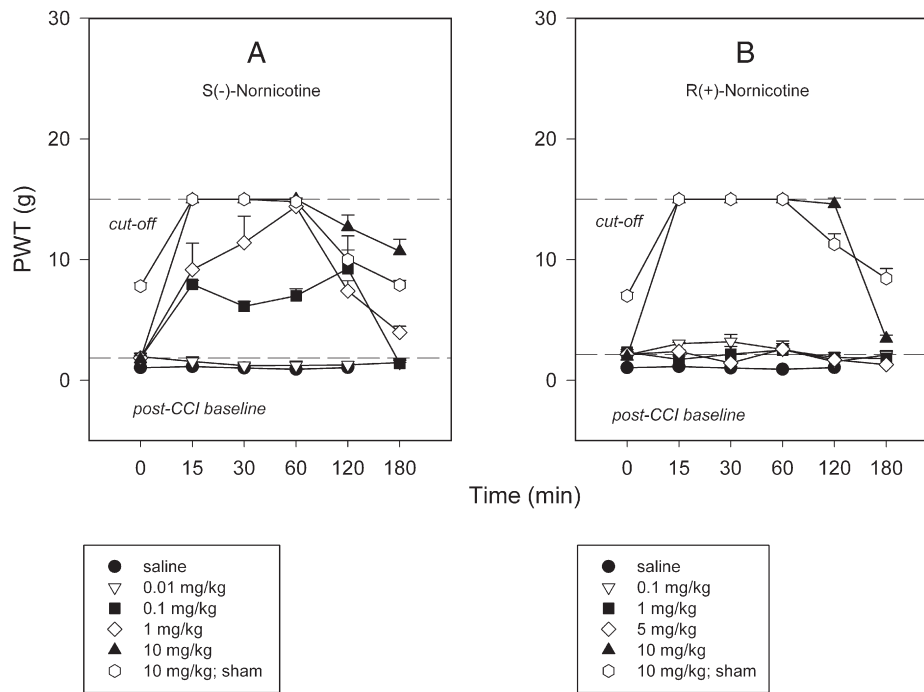 A
S(-)-Nornicotine
PWT (g)
30
20
10
0
cut-off
post-CCI baseline
0 15 30 60 120 180
B
R(+)-Nornicotine
30
20
10
0
cut-off
post-CCI baseline
0 15 30 60 120 180
Time (min)
saline
0.01 mg/kg
0.1 mg/kg
1 mg/kg
10 mg/kg
10 mg/kg; sham
saline
0.1 mg/kg
1 mg/kg
5 mg/kg
10 mg/kg
10 mg/kg; sham